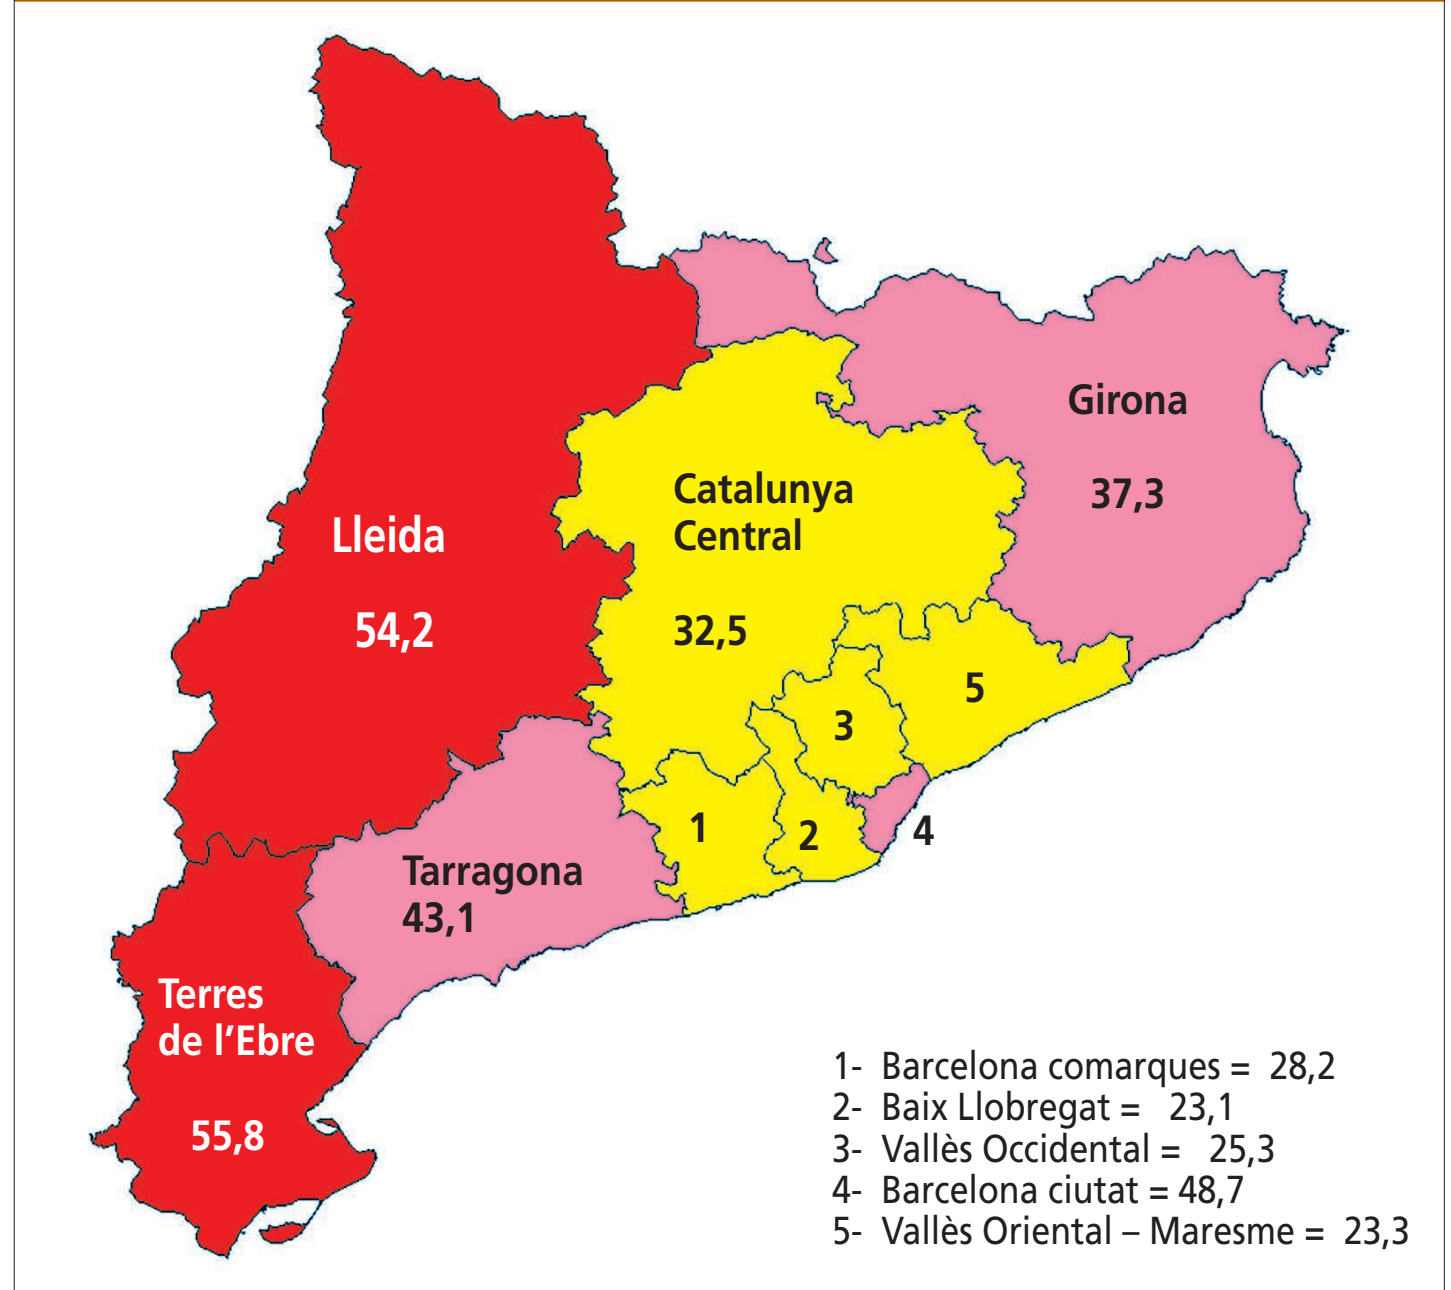 Girona
37,3
Catalunya
Central
32,5
Lleida
54,2
5
3
1
2
4
Tarragona
43,1
Terres
de l’Ebre
55,8
1- Barcelona comarques = 28,2
2- Baix Llobregat = 23,1
3- Vallès Occidental = 25,3
4- Barcelona ciutat = 48,7
5- Vallès Oriental – Maresme = 23,3